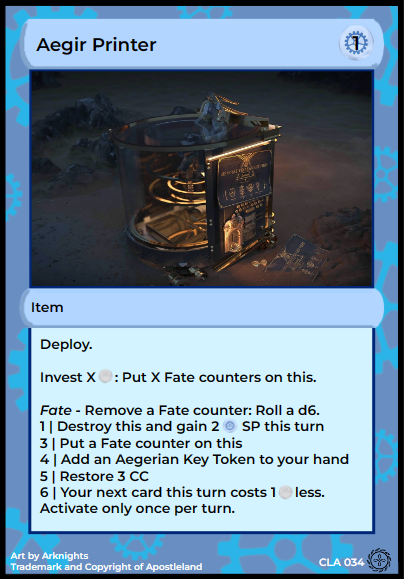 Aegir Printer
1
Item
Deploy.
Invest X : Put X Fate counters on this.
Fate - Remove a Fate counter: Roll a d6.
1 | Destroy this and gain 2 SP this turn
3 | Put a Fate counter on this
4 | Add an Aegerian Key Token to your hand
5 | Restore 3 CC
6 | Your next card this turn costs 1 less.
Activate only once per turn.
Art by Arknights
Trademark and Copyright of Apostleland
CLA 034